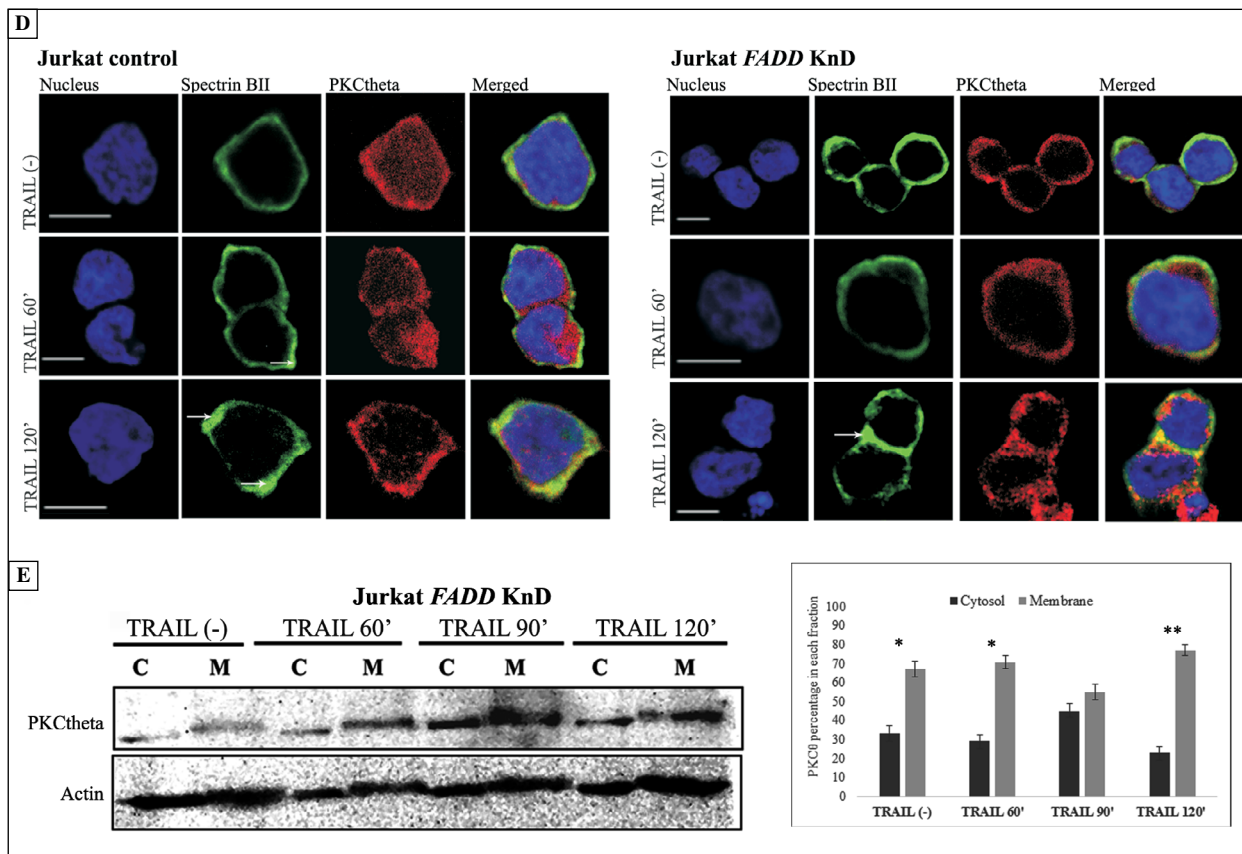 D
Jurkat control
Nucleus Spectrin BII PKCtheta Merged
TRAIL (-)
TRAIL 60'
TRAIL 120'
Jurkat FADD KnD
Nucleus Spectrin BII PKCtheta Merged
TRAIL (-)
TRAIL 60'
TRAIL 120'
E
Jurkat FADD KnD
TRAIL (-) TRAIL 60' TRAIL 90' TRAIL 120'
C M C M C M C M
PKCtheta
Actin
Cytosol Membrane
PKCθ percentage in each fraction
100
90
80
70
60
50
40
30
20
10
0
* * **
TRAIL (-) TRAIL 60' TRAIL 90' TRAIL 120'